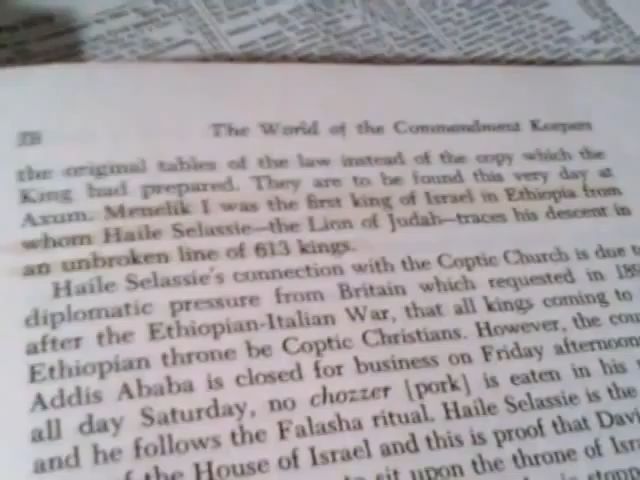 The World of the Commandment Keepers
the original tables of the law instead of the copy which the
King had prepared. They are to be found this very day at
Axum. Menelik I was the first king of Israel in Ethiopia from
whom Haile Selassie—the Lion of Judah—traces his descent in
an unbroken line of 613 kings.
Haile Selassie's connection with the Coptic Church is due
diplomatic pressure from Britain which requested in
after the Ethiopian-Italian War, that all kings coming to
Ethiopian throne be Coptic Christians. However, the
Addis Ababa is closed for business on Friday afternoon
all day Saturday, no chozzer [pork] is eaten in his
and he follows the Falasha ritual. Haile Selassie is the
of the House of Israel and this is proof that
sit upon the throne of